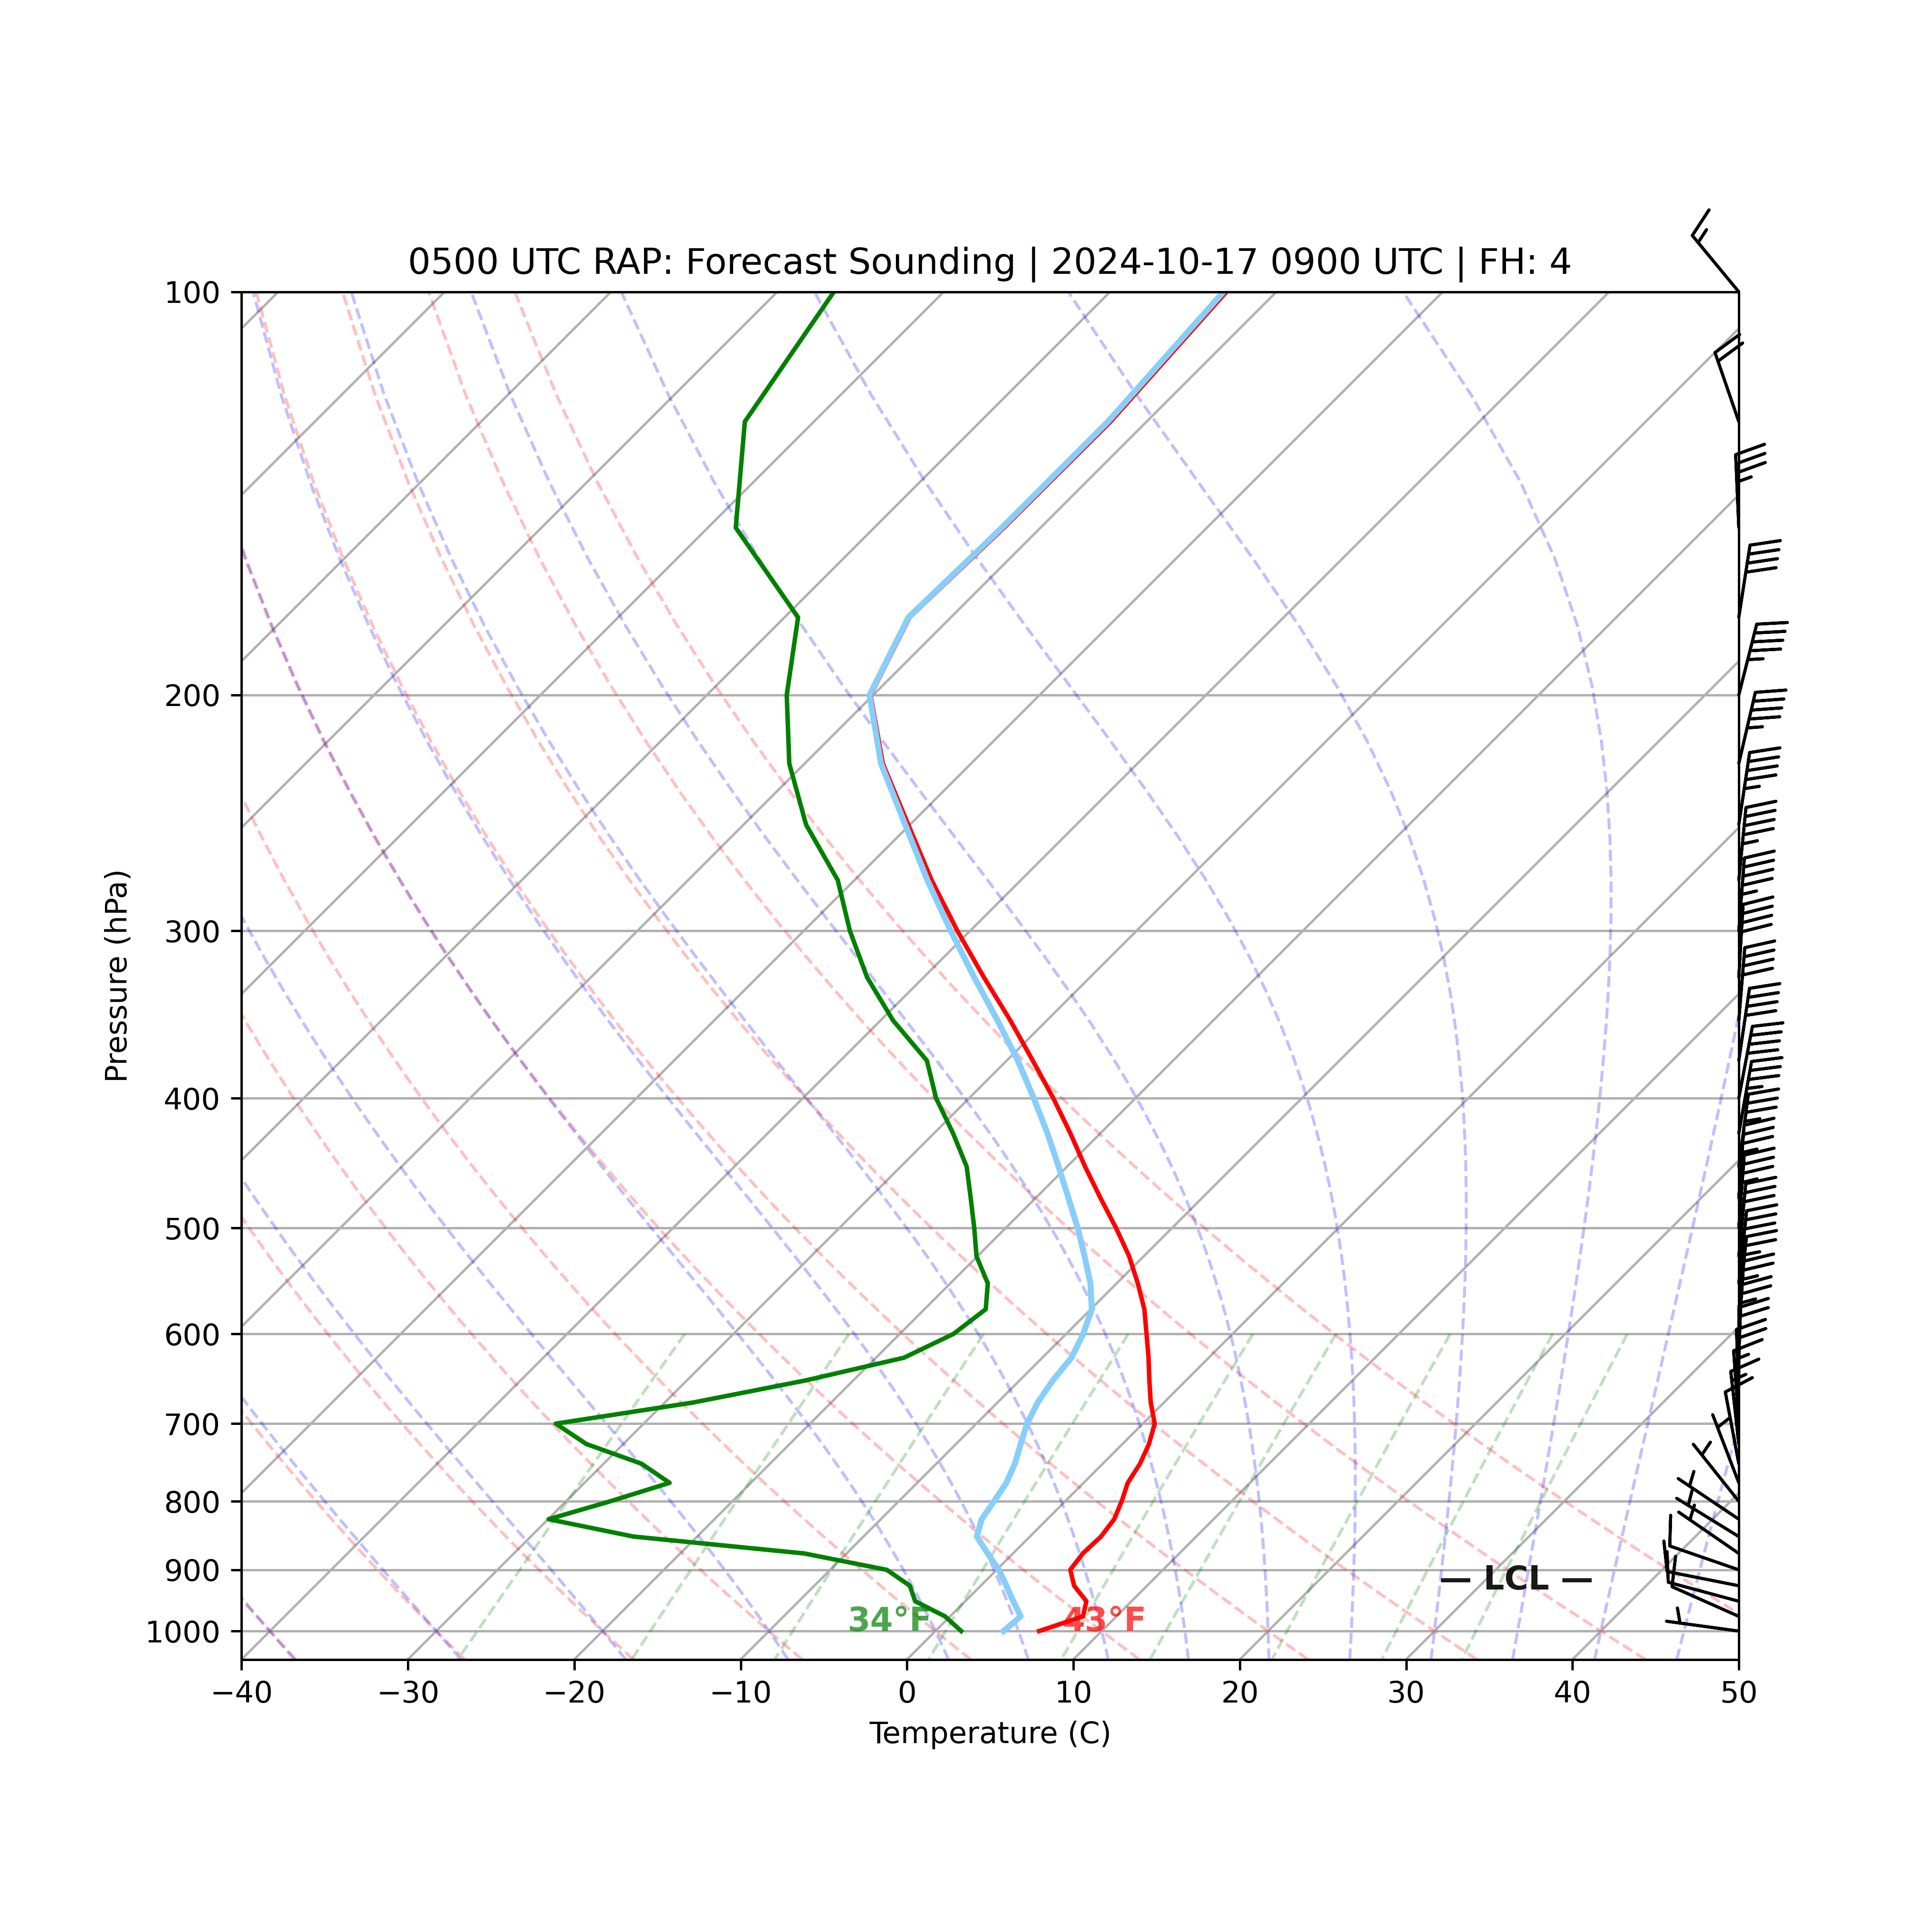 0500 UTC RAP: Forecast Sounding | 2024-10-17 0900 UTC | FH: 4
100
200
300
400
500
600
700
800
900
1000
Pressure (hPa)
— LCL —
34°F
43°F
−40 −30 −20 −10 0 10 20 30 40 50
Temperature (C)